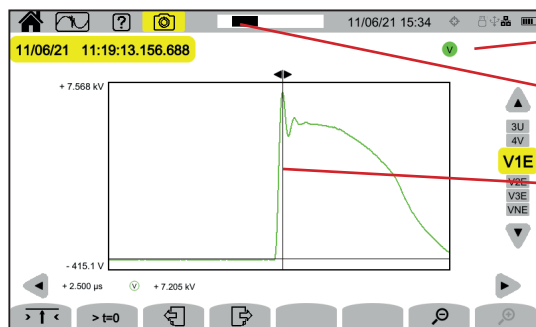 ?
11/06/21 15:34
11/06/21 11:19:13.156.688
V
+ 7.568 kV
3U
4V
V1E
V2E
V3E
VNE
- 415.1 V
+ 2.500 µs V + 7.205 kV
> t=0